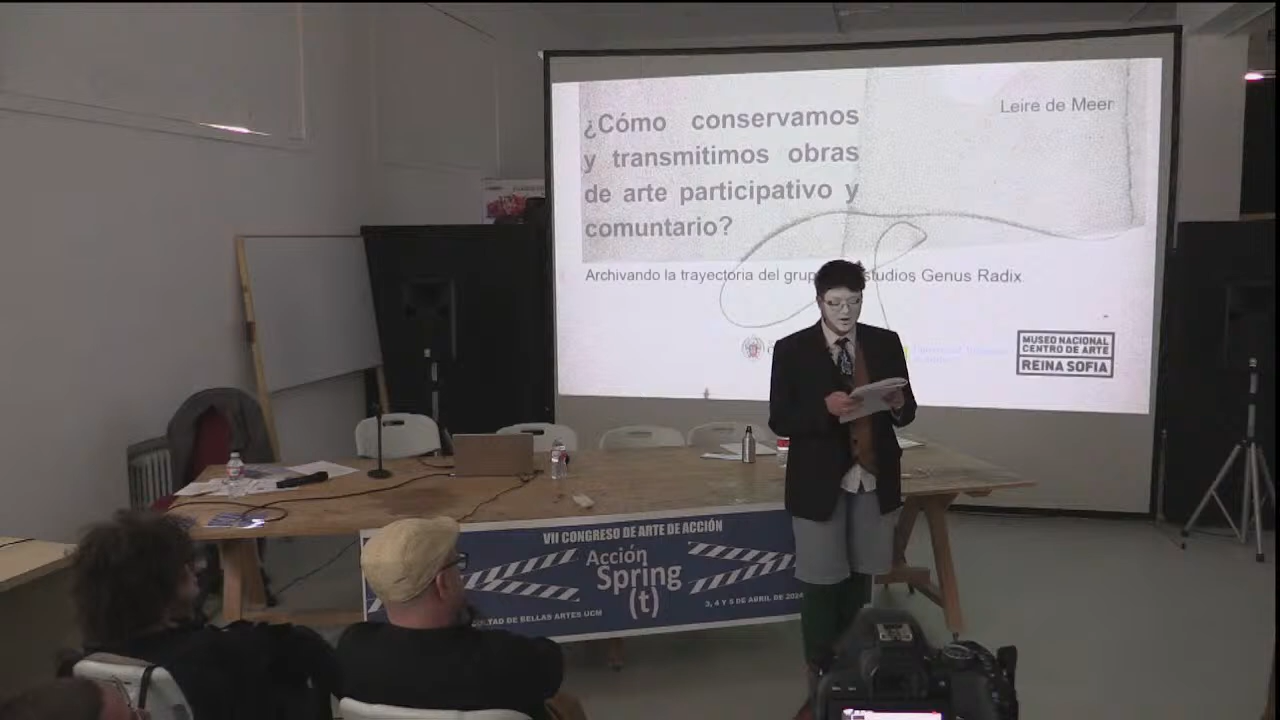 ¿Cómo conservamos
y transmitimos obras
de arte participativo y
comuntario?
Leire de Meer
Archivando la trayectoria del grup studios Genus Radix
MUSEO NACIONAL
CENTRO DE ARTE
REINA SOFIA
VII CONGRESO DE ARTE DE ACCIÓN
Acción
Spring
(t)
LTAD DE BELLAS ARTES UCM
3, 4 Y 5 DE ABRIL DE 2024